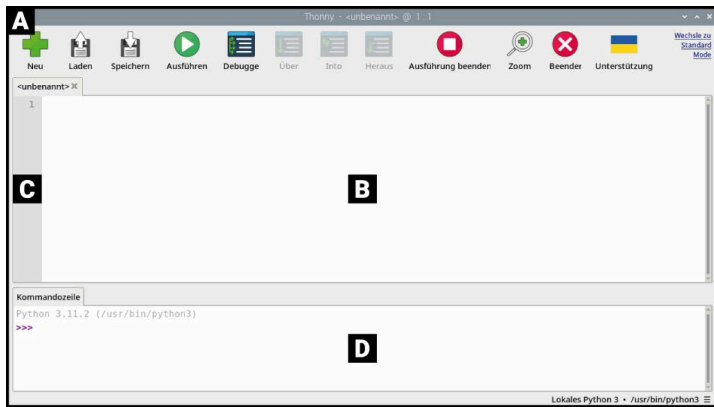 A
Thonny - <unbenannt> @ 1:1
Neu Laden Speichern Ausführen Debugge Über Into Heraus Ausführung beenden Zoom Beenden Unterstützung
Wechsle zu
Standard
Mode
<unbenannt>
1
C B
Kommandozeile
Python 3.11.2 (/usr/bin/python3)
>>>
D
Lokales Python 3 • /usr/bin/python3 ☰